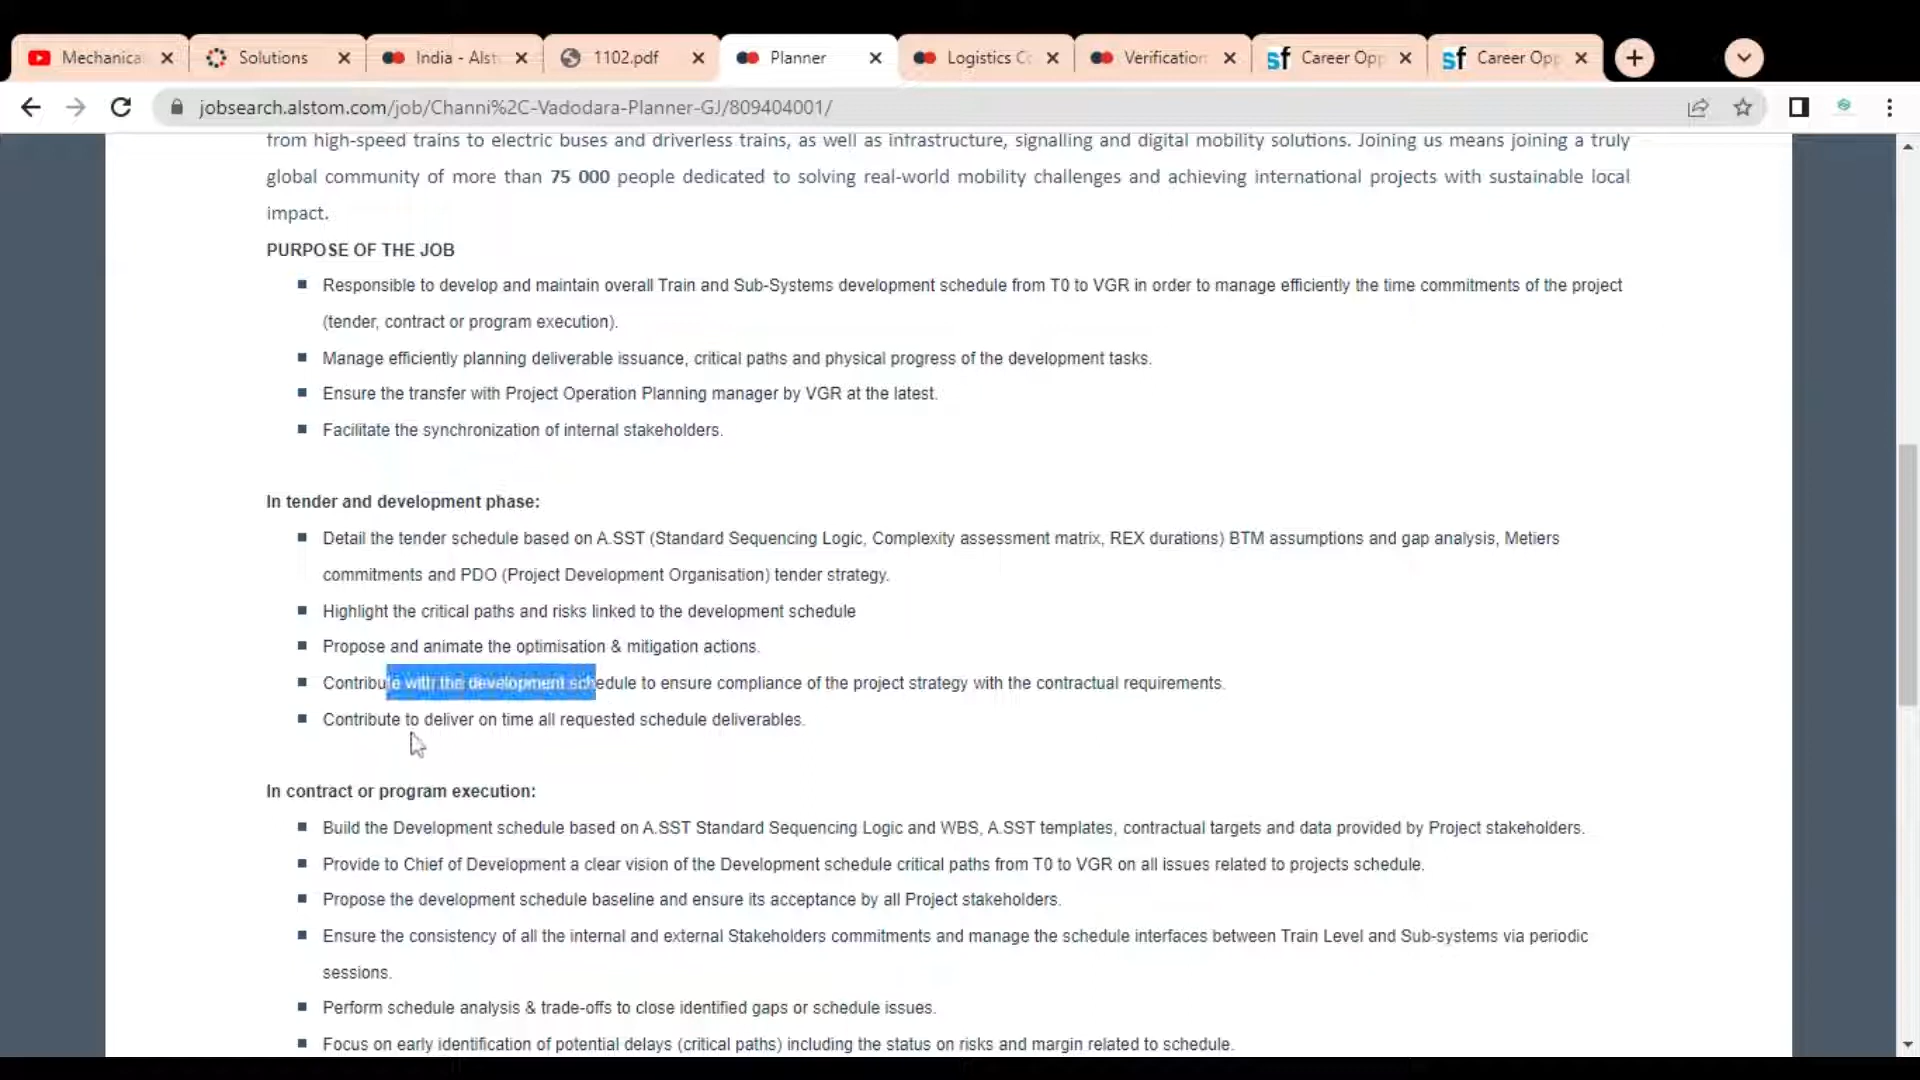 Mechanica
Solutions
India - Alst
1102.pdf
Planner
Logistics Co
Verification
sf Career Opp
sf Career Opp
jobsearch.alstom.com/job/Channi%2C-Vadodara-Planner-GJ/809404001/
from high-speed trains to electric buses and driverless trains, as well as infrastructure, signalling and digital mobility solutions. Joining us means joining a truly
global community of more than 75 000 people dedicated to solving real-world mobility challenges and achieving international projects with sustainable local
impact.
PURPOSE OF THE JOB
Responsible to develop and maintain overall Train and Sub-Systems development schedule from T0 to VGR in order to manage efficiently the time commitments of the project
(tender, contract or program execution).
Manage efficiently planning deliverable issuance, critical paths and physical progress of the development tasks.
Ensure the transfer with Project Operation Planning manager by VGR at the latest.
Facilitate the synchronization of internal stakeholders.
In tender and development phase:
Detail the tender schedule based on A.SST (Standard Sequencing Logic, Complexity assessment matrix, REX durations) BTM assumptions and gap analysis, Metiers
commitments and PDO (Project Development Organisation) tender strategy.
Highlight the critical paths and risks linked to the development schedule
Propose and animate the optimisation & mitigation actions.
Contribute with the development schedule to ensure compliance of the project strategy with the contractual requirements.
Contribute to deliver on time all requested schedule deliverables.
In contract or program execution:
Build the Development schedule based on A.SST Standard Sequencing Logic and WBS, A.SST templates, contractual targets and data provided by Project stakeholders.
Provide to Chief of Development a clear vision of the Development schedule critical paths from T0 to VGR on all issues related to projects schedule.
Propose the development schedule baseline and ensure its acceptance by all Project stakeholders.
Ensure the consistency of all the internal and external Stakeholders commitments and manage the schedule interfaces between Train Level and Sub-systems via periodic
sessions.
Perform schedule analysis & trade-offs to close identified gaps or schedule issues.
Focus on early identification of potential delays (critical paths) including the status on risks and margin related to schedule.